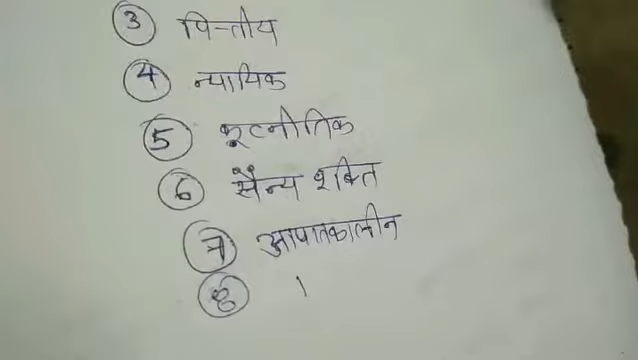 3 वित्तीय
4 न्यायिक
5 कूटनीतिक
6 सैन्य शक्ति
7 आपातकालीन
8